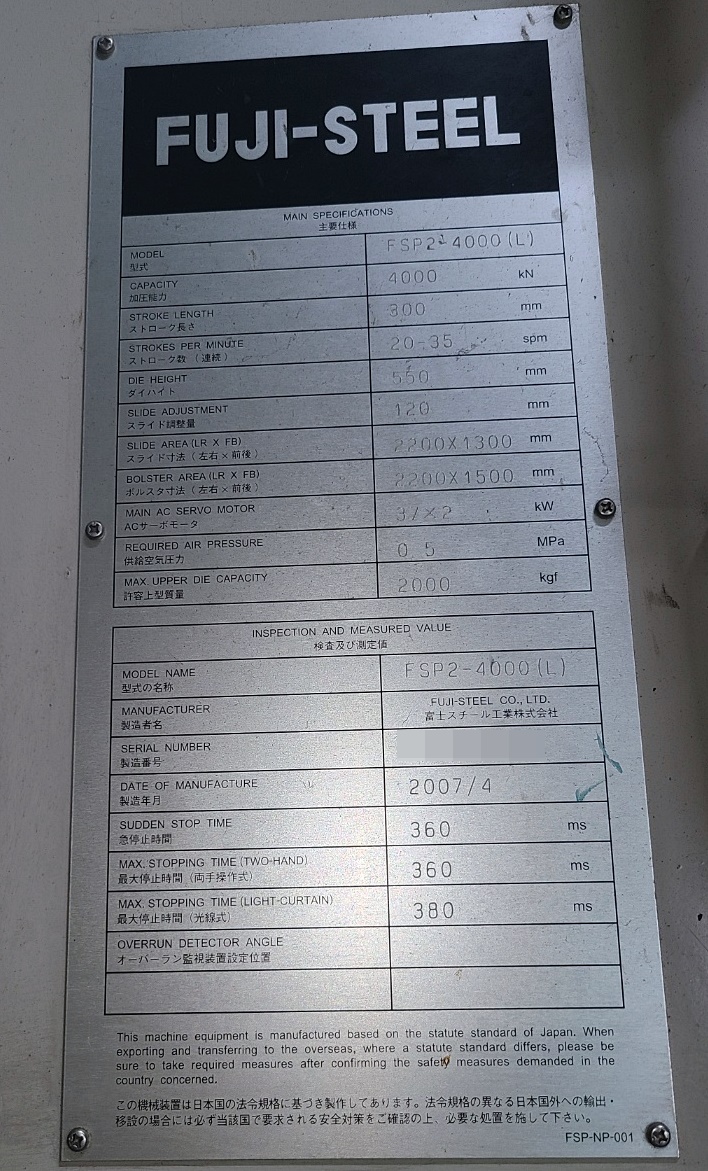 FUJI-STEEL
MAIN SPECIFICATIONS
主要仕様
MODEL
型式
FSP2-4000(L)
CAPACITY
加圧能力
4000 kN
STROKE LENGTH
ストローク長さ
300 mm
STROKES PER MINUTE
ストローク数（連続）
20-35 spm
DIE HEIGHT
ダイハイト
550 mm
SLIDE ADJUSTMENT
スライド調整量
120 mm
SLIDE AREA (LR X FB)
スライド寸法（左右×前後）
2200X1300 mm
BOLSTER AREA (LR X FB)
ボルスタ寸法（左右×前後）
2200X1500 mm
MAIN AC SERVO MOTOR
ACサーボモータ
kW
REQUIRED AIR PRESSURE
供給空気圧力
0.5 MPa
MAX. UPPER DIE CAPACITY
許容上型質量
2000 kgf
INSPECTION AND MEASURED VALUE
検査及び測定値
MODEL NAME
型式の名称
FSP2-4000(L)
MANUFACTURER
製造者名
FUJI-STEEL CO., LTD.
富士スチール工業株式会社
SERIAL NUMBER
製造番号
DATE OF MANUFACTURE
製造年月
2007/4
SUDDEN STOP TIME
急停止時間
360 ms
MAX. STOPPING TIME (TWO-HAND)
最大停止時間（両手操作式）
360 ms
MAX. STOPPING TIME (LIGHT-CURTAIN)
最大停止時間（光線式）
380 ms
OVERRUN DETECTOR ANGLE
オーバーラン監視装置設定位置
This machine equipment is manufactured based on the statute standard of Japan. When
exporting and transferring to the overseas, where a statute standard differs, please be
sure to take required measures after confirming the safety measures demanded in the
country concerned.
この機械装置は日本国の法令規格に基づき製作してあります。法令規格の異なる日本国外への輸出・
移設の場合には必ず当該国で要求される安全対策をご確認の上、必要な処置を施して下さい。
FSP-NP-001